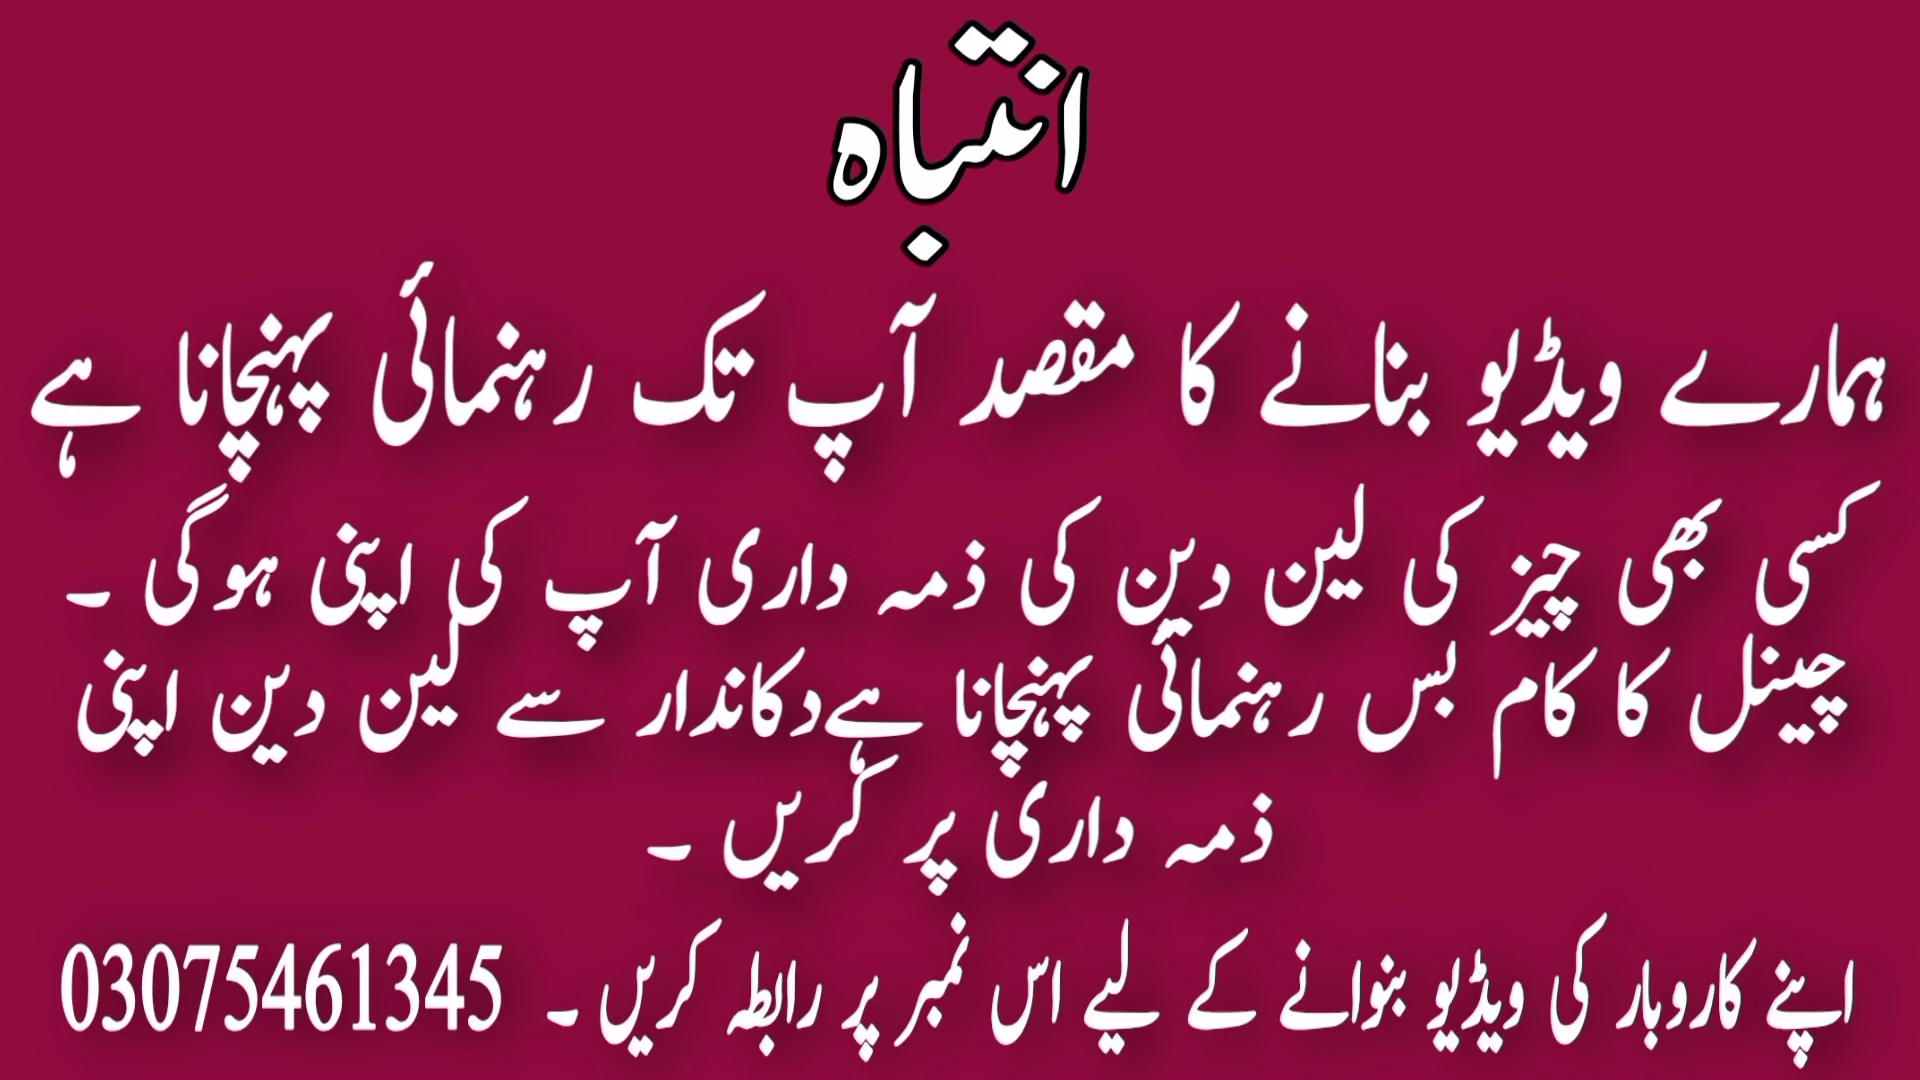 انتباہ
ہمارے ویڈیو بنانے کا مقصد آپ تک رہنمائی پہنچانا ہے
کسی بھی چیز کی لین دین کی ذمہ داری آپ کی اپنی ہوگی ۔
چینل کا کام بس رہنمائی پہنچانا ہےدکاندار سے لین دین اپنی
ذمہ داری پر کریں ۔
اپنے کاروبار کی ویڈیو بنوانے کے لیے اس نمبر پر رابطہ کریں ۔ 03075461345